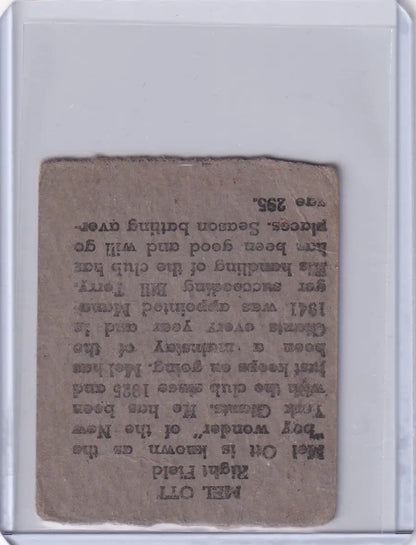 MEL OTT
Right Field
Mel Ott is known as the
"boy wonder" of the New
York Giants. He has been
with the club since 1925 and
just keeps on going. Mel has
been a mainstay of the
Giants every year and in
1941 was appointed Mana-
ger succeeding Bill Terry.
His handling of the club has
been good and will go
places. Season batting aver-
age 295.